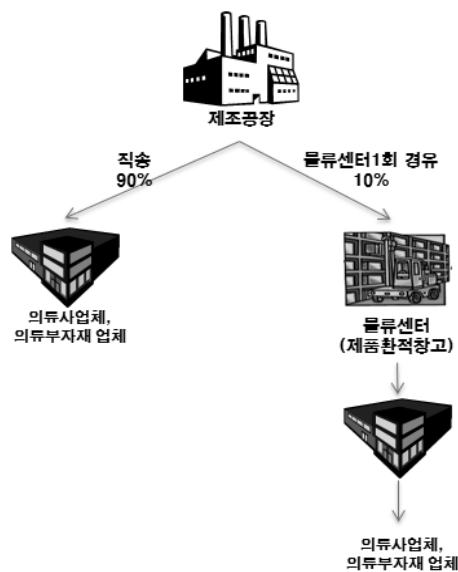 제조공장
직송
90%
물류센터1회 경유
10%
의류사업체,
의류부자재 업체
물류센터
(제품환적창고)
의류사업체,
의류부자재 업체